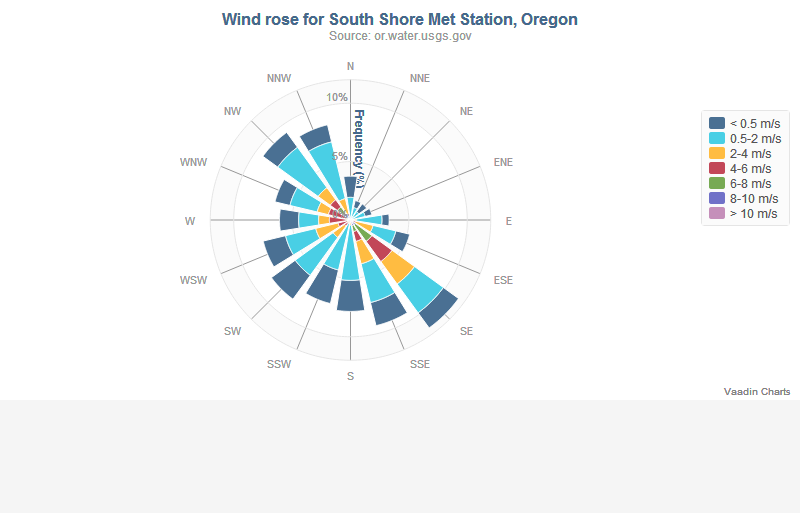 Wind rose for South Shore Met Station, Oregon
Source: or.water.usgs.gov
N
NNW
NNE
NW
10%
NE
Frequency (%)
5%
WNW
ENE
W
E
WSW
ESE
SW
SE
SSW
SSE
S
< 0.5 m/s
0.5-2 m/s
2-4 m/s
4-6 m/s
6-8 m/s
8-10 m/s
> 10 m/s
Vaadin Charts